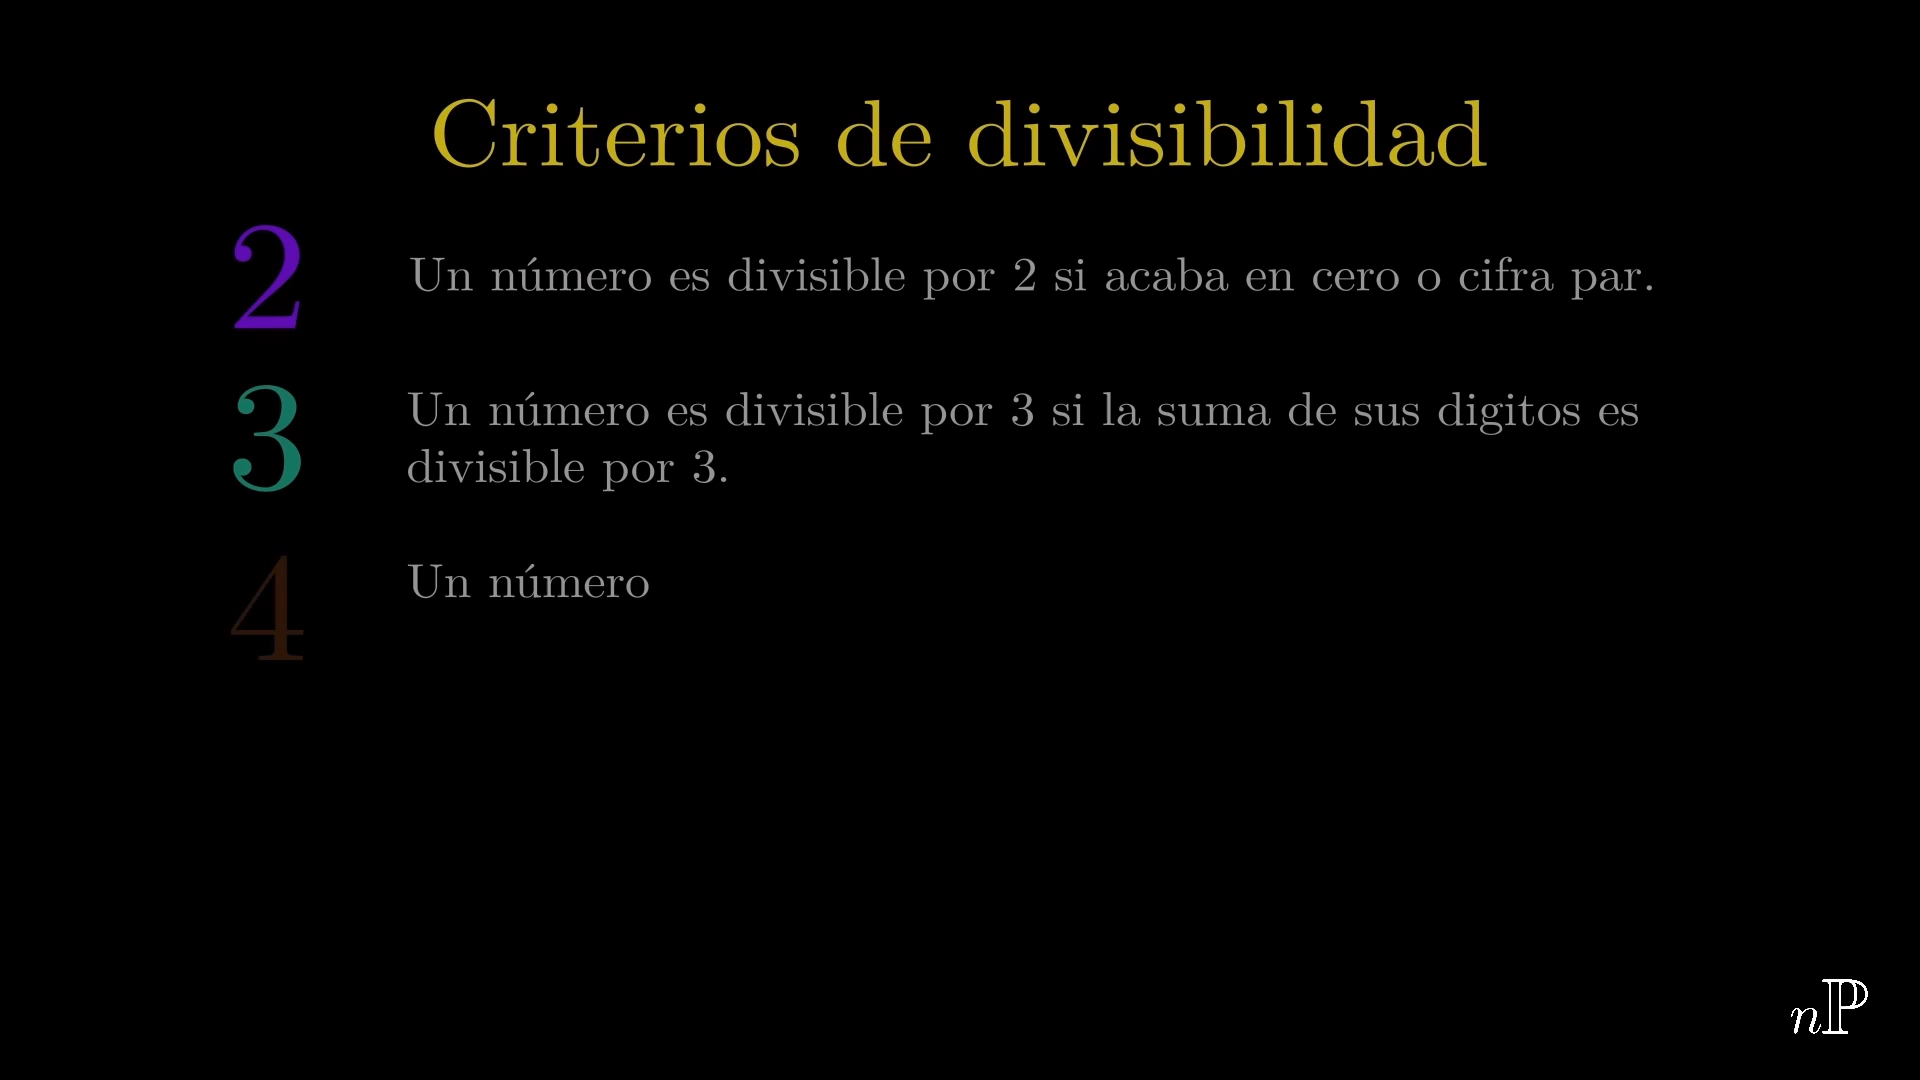 Criterios de divisibilidad
2 Un número es divisible por 2 si acaba en cero o cifra par.
3 Un número es divisible por 3 si la suma de sus digitos es
divisible por 3.
4 Un número
nℙ